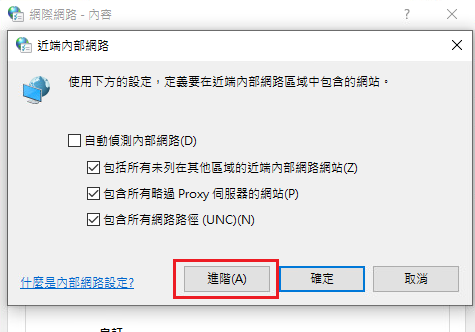 網際網路 - 內容
近端內部網路
使用下方的設定，定義要在近端內部網路區域中包含的網站。
自動偵測內部網路(D)
包括所有未列在其他區域的近端內部網路網站(Z)
包含所有略過 Proxy 伺服器的網站(P)
包含所有網路路徑 (UNC)(N)
什麼是內部網路設定?
進階(A)
確定
取消